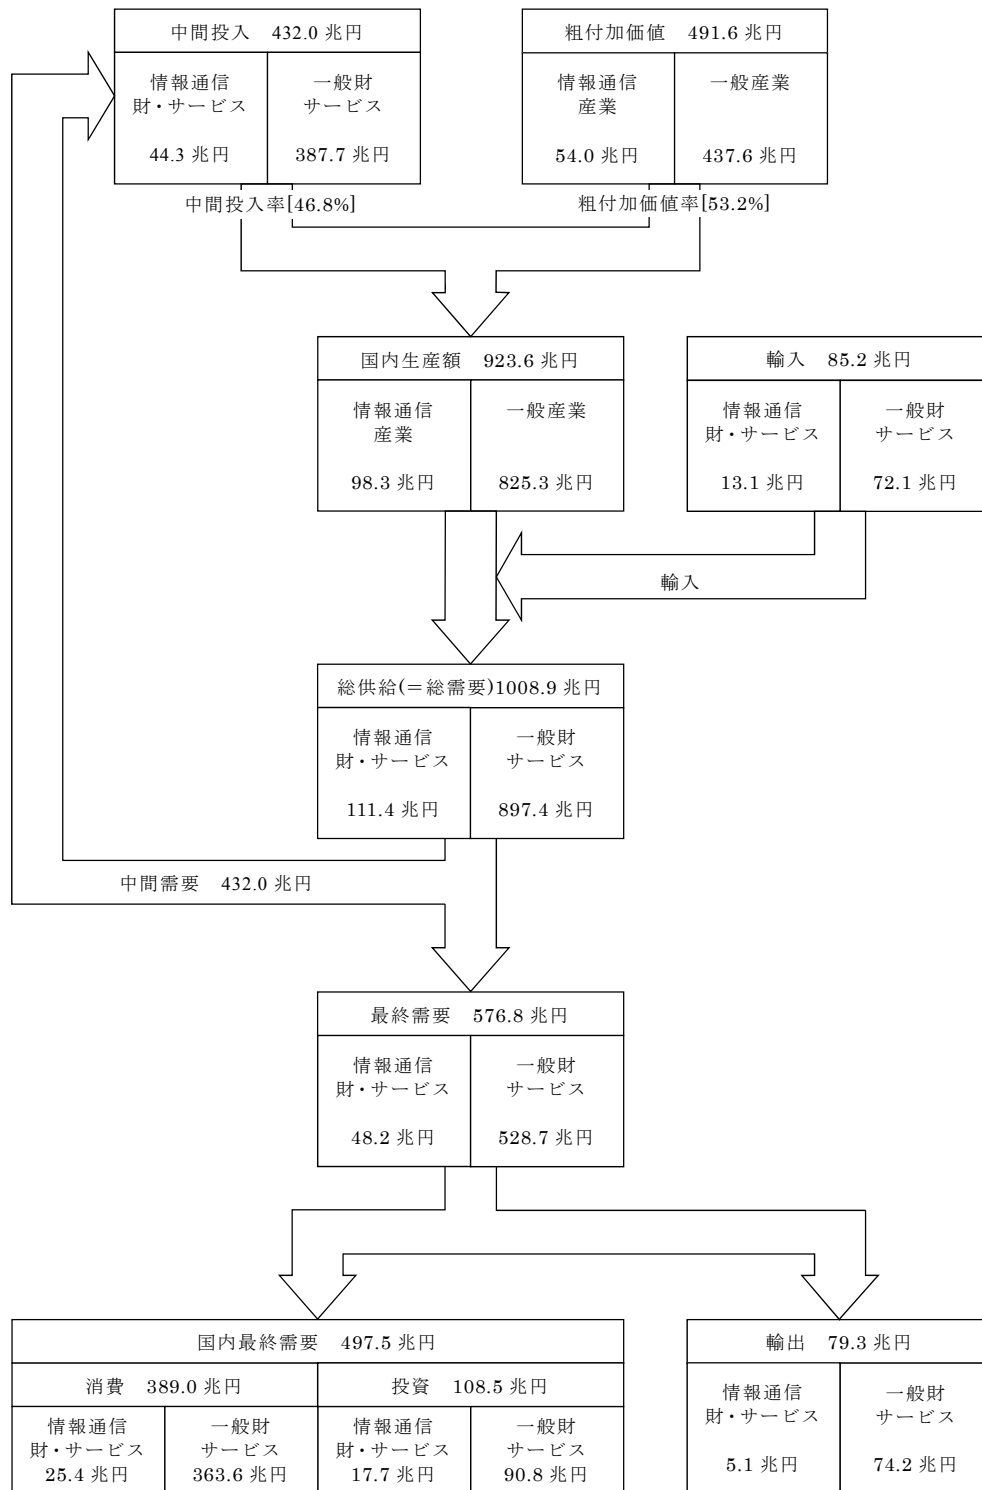 中間投入　432.0 兆円
情報通信
財・サービス
44.3 兆円
一般財
サービス
387.7 兆円
中間投入率[46.8%]
粗付加価値　491.6 兆円
情報通信
産業
54.0 兆円
一般産業
437.6 兆円
粗付加価値率[53.2%]
国内生産額　923.6 兆円
情報通信
産業
98.3 兆円
一般産業
825.3 兆円
輸入　85.2 兆円
情報通信
財・サービス
13.1 兆円
一般財
サービス
72.1 兆円
輸入
総供給(＝総需要)1008.9 兆円
情報通信
財・サービス
111.4 兆円
一般財
サービス
897.4 兆円
中間需要　432.0 兆円
最終需要　576.8 兆円
情報通信
財・サービス
48.2 兆円
一般財
サービス
528.7 兆円
国内最終需要　497.5 兆円
消費　389.0 兆円
情報通信
財・サービス
25.4 兆円
一般財
サービス
363.6 兆円
投資　108.5 兆円
情報通信
財・サービス
17.7 兆円
一般財
サービス
90.8 兆円
輸出　79.3 兆円
情報通信
財・サービス
5.1 兆円
一般財
サービス
74.2 兆円